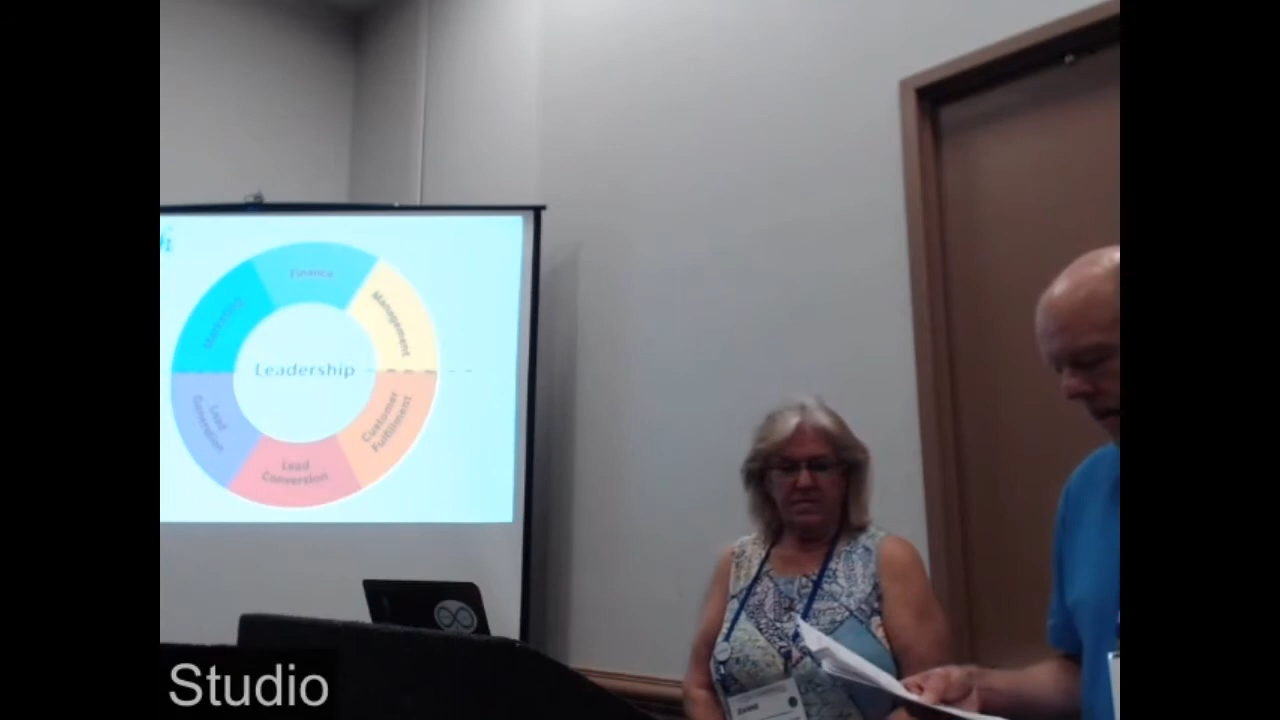 Finance
Management
Marketing
Leadership
Lead
Generation
Customer
Fulfillment
Lead
Conversion
Studio